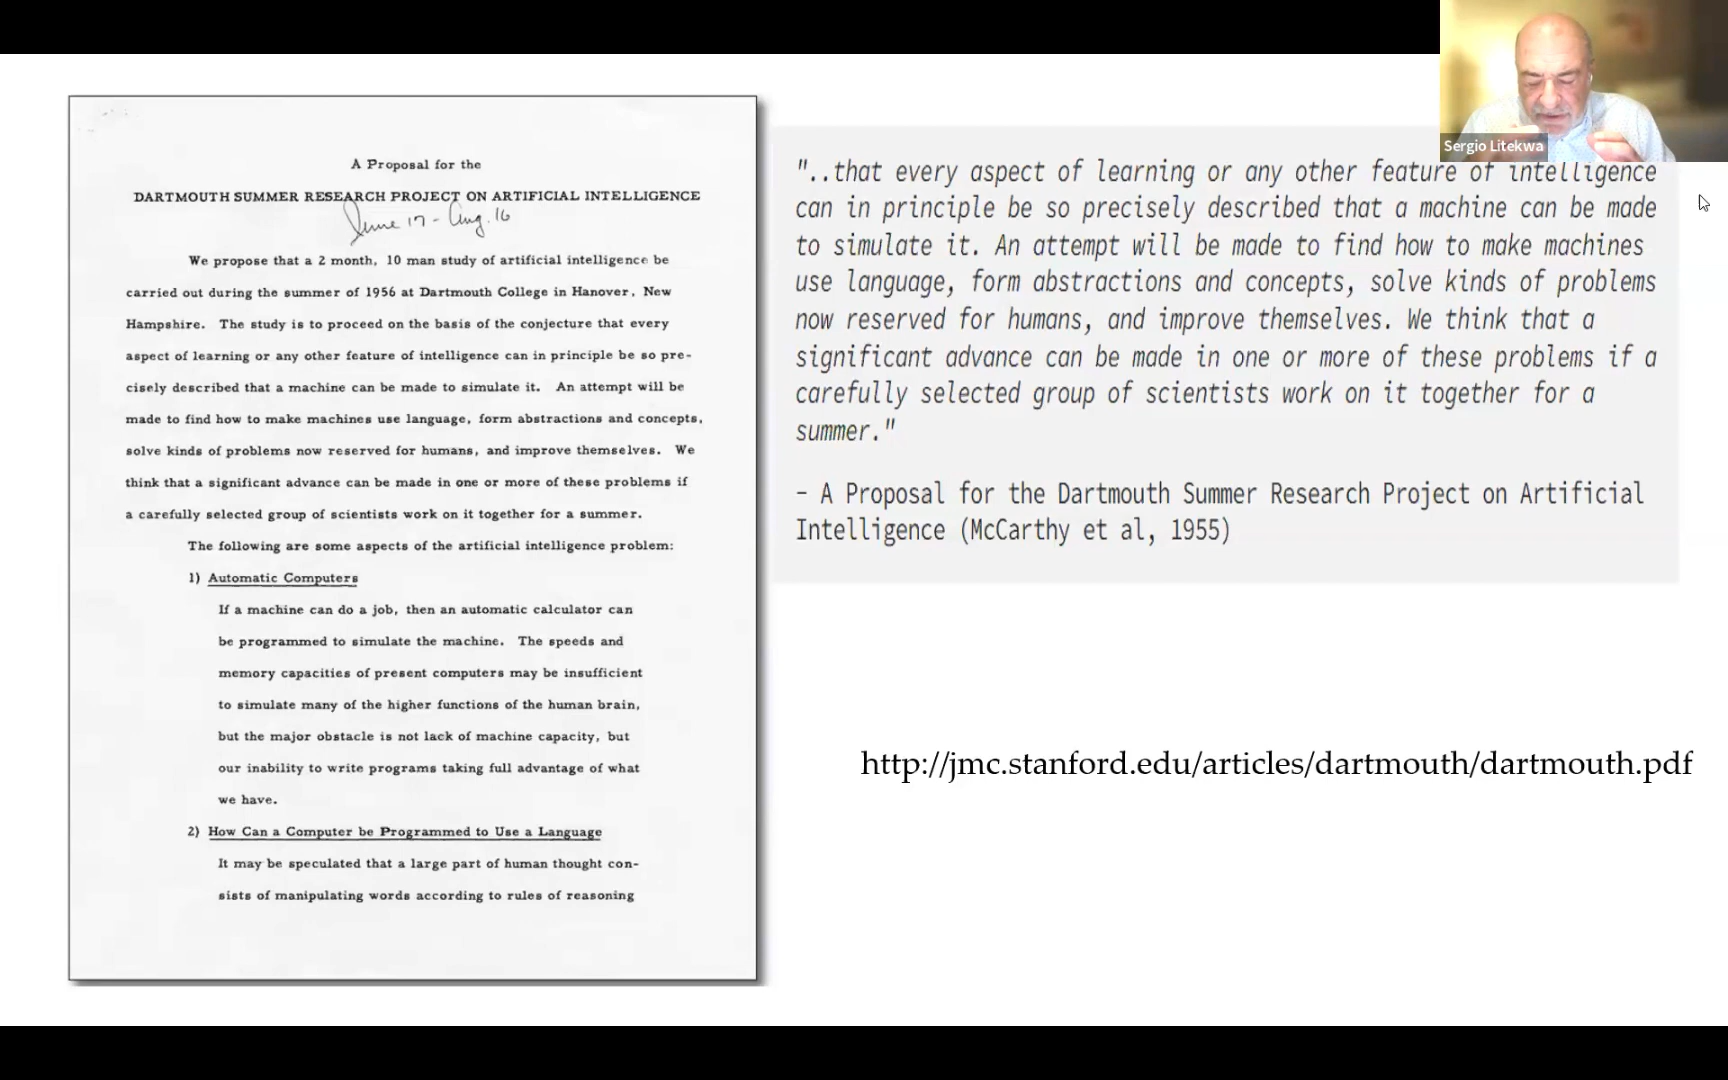 A Proposal for the
DARTMOUTH SUMMER RESEARCH PROJECT ON ARTIFICIAL INTELLIGENCE
June 17 - Aug. 16
We propose that a 2 month, 10 man study of artificial intelligence be
carried out during the summer of 1956 at Dartmouth College in Hanover, New
Hampshire. The study is to proceed on the basis of the conjecture that every
aspect of learning or any other feature of intelligence can in principle be so pre-
cisely described that a machine can be made to simulate it. An attempt will be
made to find how to make machines use language, form abstractions and concepts,
solve kinds of problems now reserved for humans, and improve themselves. We
think that a significant advance can be made in one or more of these problems if
a carefully selected group of scientists work on it together for a summer.
The following are some aspects of the artificial intelligence problem:
1) Automatic Computers
If a machine can do a job, then an automatic calculator can
be programmed to simulate the machine. The speeds and
memory capacities of present computers may be insufficient
to simulate many of the higher functions of the human brain,
but the major obstacle is not lack of machine capacity, but
our inability to write programs taking full advantage of what
we have.
2) How Can a Computer be Programmed to Use a Language
It may be speculated that a large part of human thought con-
sists of manipulating words according to rules of reasoning
Sergio Litekwa
"..that every aspect of learning or any other feature of intelligence
can in principle be so precisely described that a machine can be made
to simulate it. An attempt will be made to find how to make machines
use language, form abstractions and concepts, solve kinds of problems
now reserved for humans, and improve themselves. We think that a
significant advance can be made in one or more of these problems if a
carefully selected group of scientists work on it together for a
summer."
- A Proposal for the Dartmouth Summer Research Project on Artificial
Intelligence (McCarthy et al, 1955)
http://jmc.stanford.edu/articles/dartmouth/dartmouth.pdf